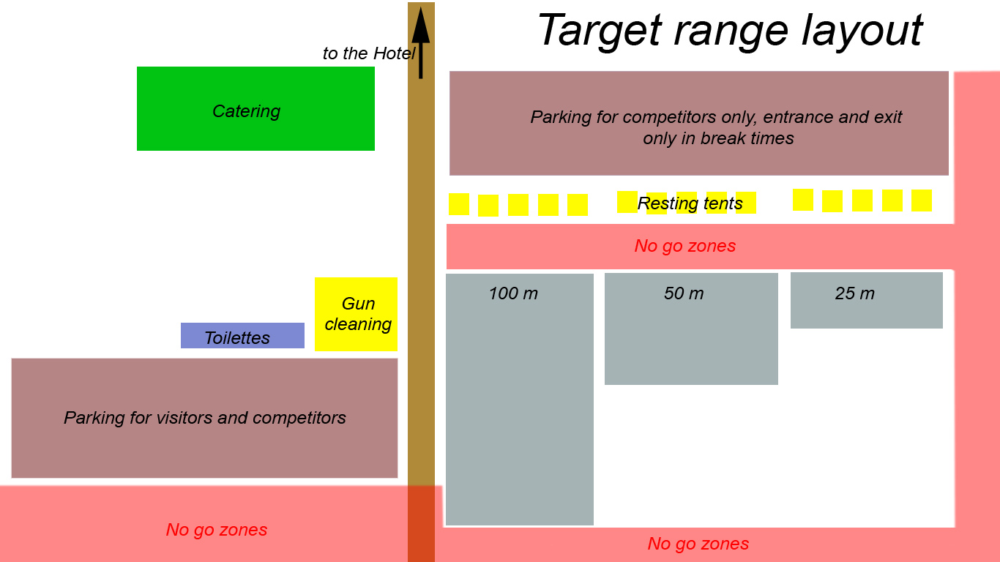 Target range layout
to the Hotel
Catering
Parking for competitors only, entrance and exit
only in break times
Resting tents
No go zones
100 m
50 m
25 m
Gun
cleaning
Toilettes
Parking for visitors and competitors
No go zones
No go zones